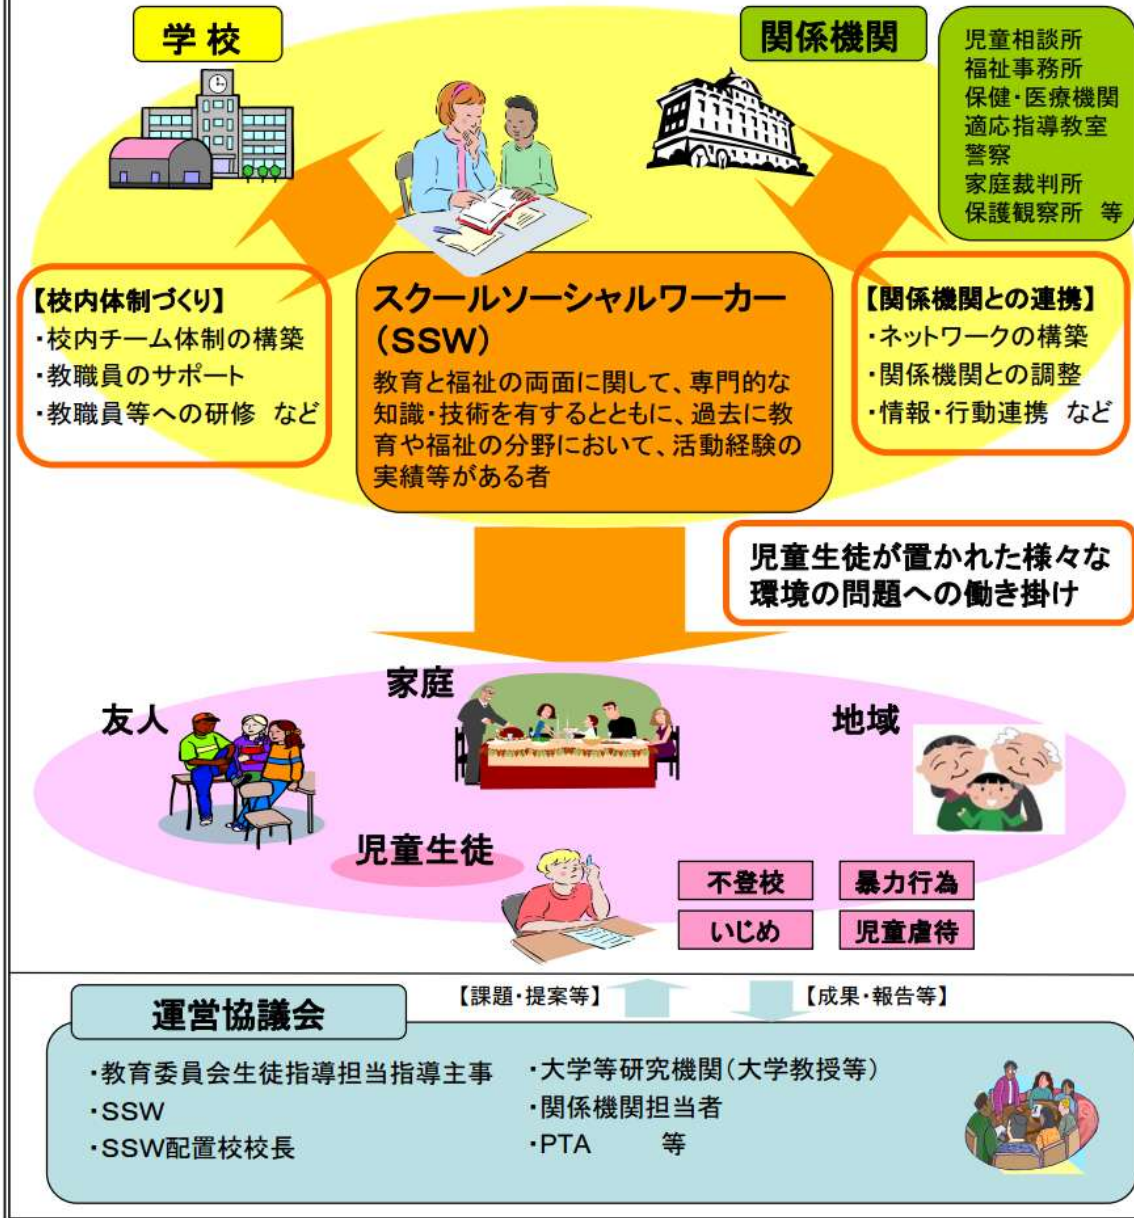 学校
関係機関
児童相談所
福祉事務所
保健・医療機関
適応指導教室
警察
家庭裁判所
保護観察所 等
【校内体制づくり】
・校内チーム体制の構築
・教職員のサポート
・教職員等への研修 など
スクールソーシャルワーカー
（SSW）
教育と福祉の両面に関して、専門的な
知識・技術を有するとともに、過去に教
育や福祉の分野において、活動経験の
実績等がある者
【関係機関との連携】
・ネットワークの構築
・関係機関との調整
・情報・行動連携 など
児童生徒が置かれた様々な
環境の問題への働き掛け
家庭
友人
地域
児童生徒
不登校
暴力行為
いじめ
児童虐待
【課題・提案等】
【成果・報告等】
運営協議会
・教育委員会生徒指導担当指導主事
・SSW
・SSW配置校校長
・大学等研究機関（大学教授等）
・関係機関担当者
・PTA 等